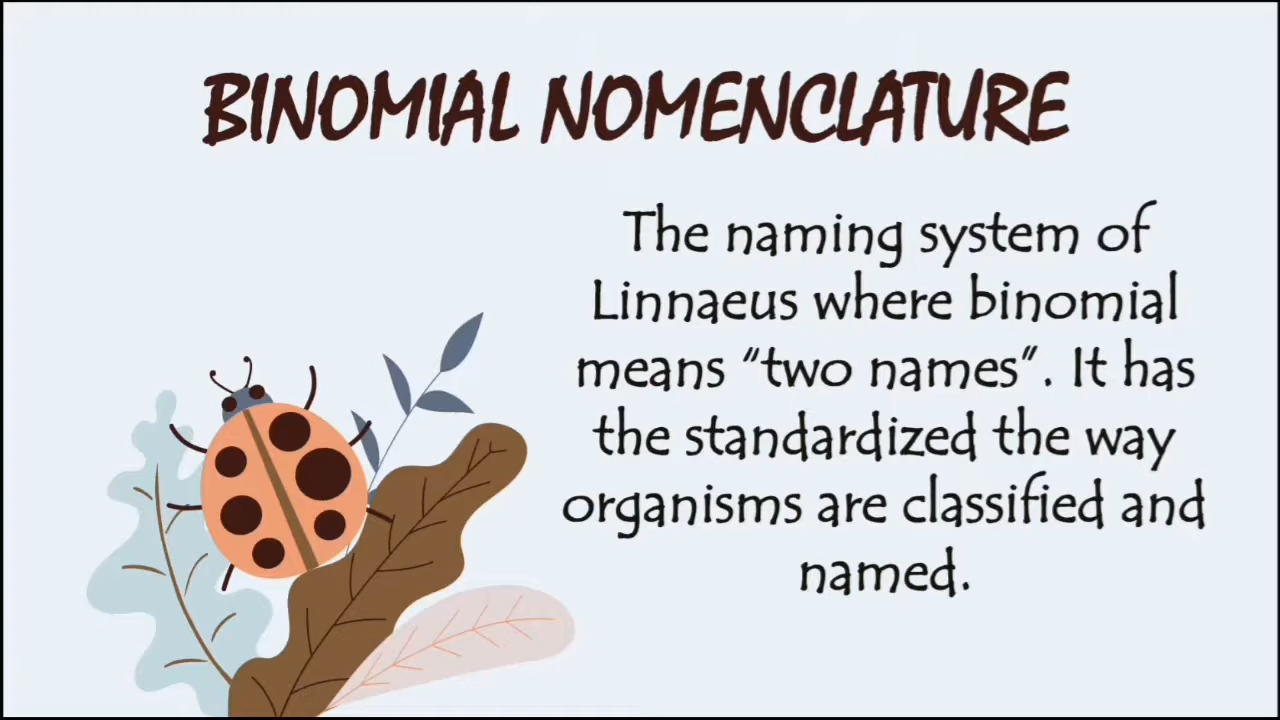 BINOMIAL NOMENCLATURE
The naming system of
Linnaeus where binomial
means “two names”. It has
the standardized the way
organisms are classified and
named.